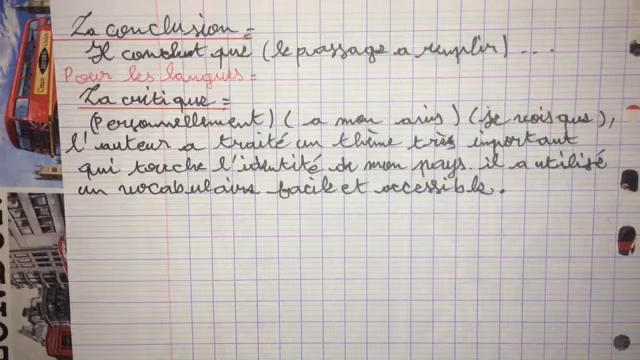 La conclusion =
Il conclut que (le passage a remplir) ...
Pour les langues =
La critique =
(Personnellement) (a mon avis) (je vois que),
l'auteur a traité un thème très important
qui touche l'identité de mon pays. il a utilisé
un vocabulaire facile et accessible.